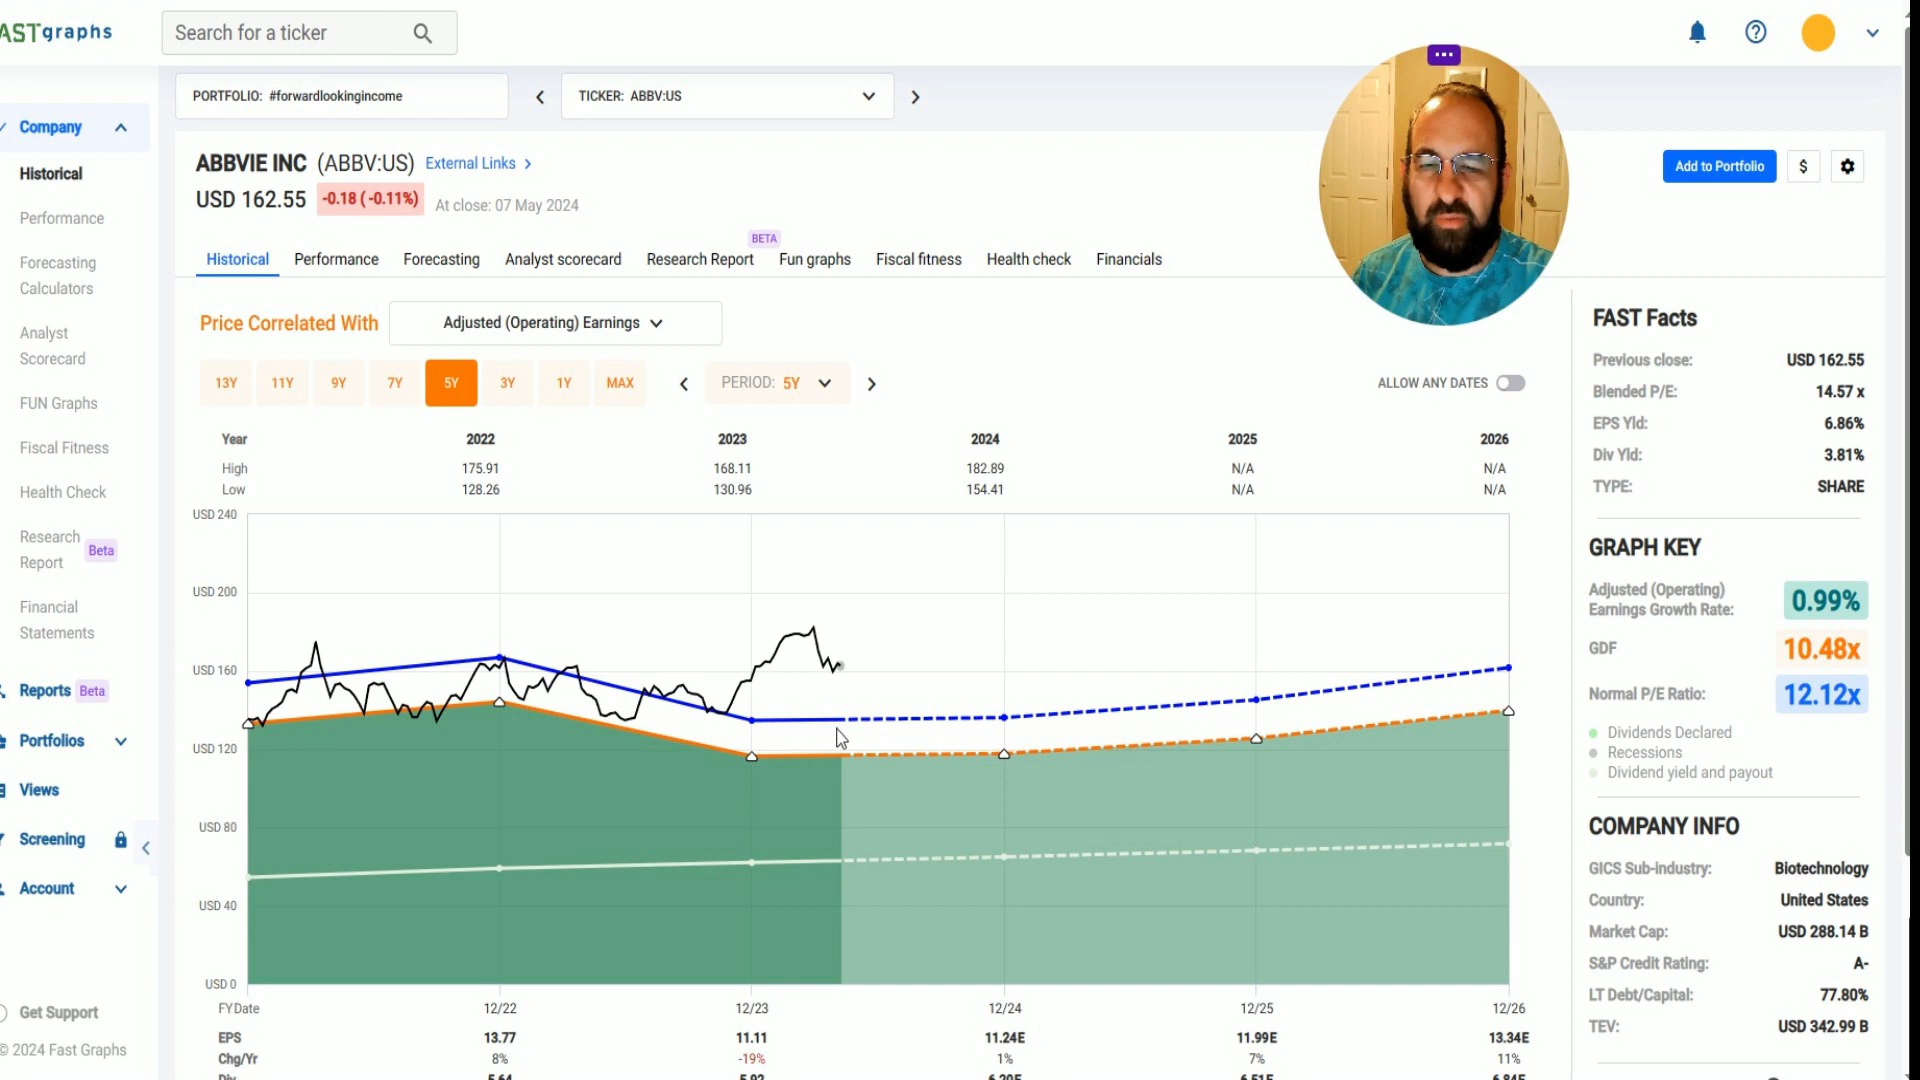 ASTgraphs
Search for a ticker
PORTFOLIO: #forwardlookingincome
TICKER: ABBV:US
Company
Historical
Performance
Forecasting
Calculators
Analyst
Scorecard
FUN Graphs
Fiscal Fitness
Health Check
Research
Report Beta
Financial
Statements
Reports Beta
Portfolios
Views
Screening
Account
Get Support
© 2024 Fast Graphs
ABBVIE INC (ABBV:US) External Links
USD 162.55 -0.18 ( -0.11%) At close: 07 May 2024
Add to Portfolio $
BETA
Historical Performance Forecasting Analyst scorecard Research Report Fun graphs Fiscal fitness Health check Financials
Price Correlated With Adjusted (Operating) Earnings
13Y 11Y 9Y 7Y 5Y 3Y 1Y MAX PERIOD: 5Y ALLOW ANY DATES
Year 2022 2023 2024 2025 2026
High 175.91 168.11 182.89 N/A N/A
Low 128.26 130.96 154.41 N/A N/A
USD 240
USD 200
USD 160
USD 120
USD 80
USD 40
USD 0
FYDate 12/22 12/23 12/24 12/25 12/26
EPS 13.77 11.11 11.24E 11.99E 13.34E
Chg/Yr 8% -19% 1% 7% 11%
Div 5.64 5.92 6.20E 6.51E 6.84E
FAST Facts
Previous close: USD 162.55
Blended P/E: 14.57 x
EPS Yld: 6.86%
Div Yld: 3.81%
TYPE: SHARE
GRAPH KEY
Adjusted (Operating)
Earnings Growth Rate: 0.99%
GDF 10.48x
Normal P/E Ratio: 12.12x
Dividends Declared
Recessions
Dividend yield and payout
COMPANY INFO
GICS Sub-industry: Biotechnology
Country: United States
Market Cap: USD 288.14 B
S&P Credit Rating: A-
LT Debt/Capital: 77.80%
TEV: USD 342.99 B